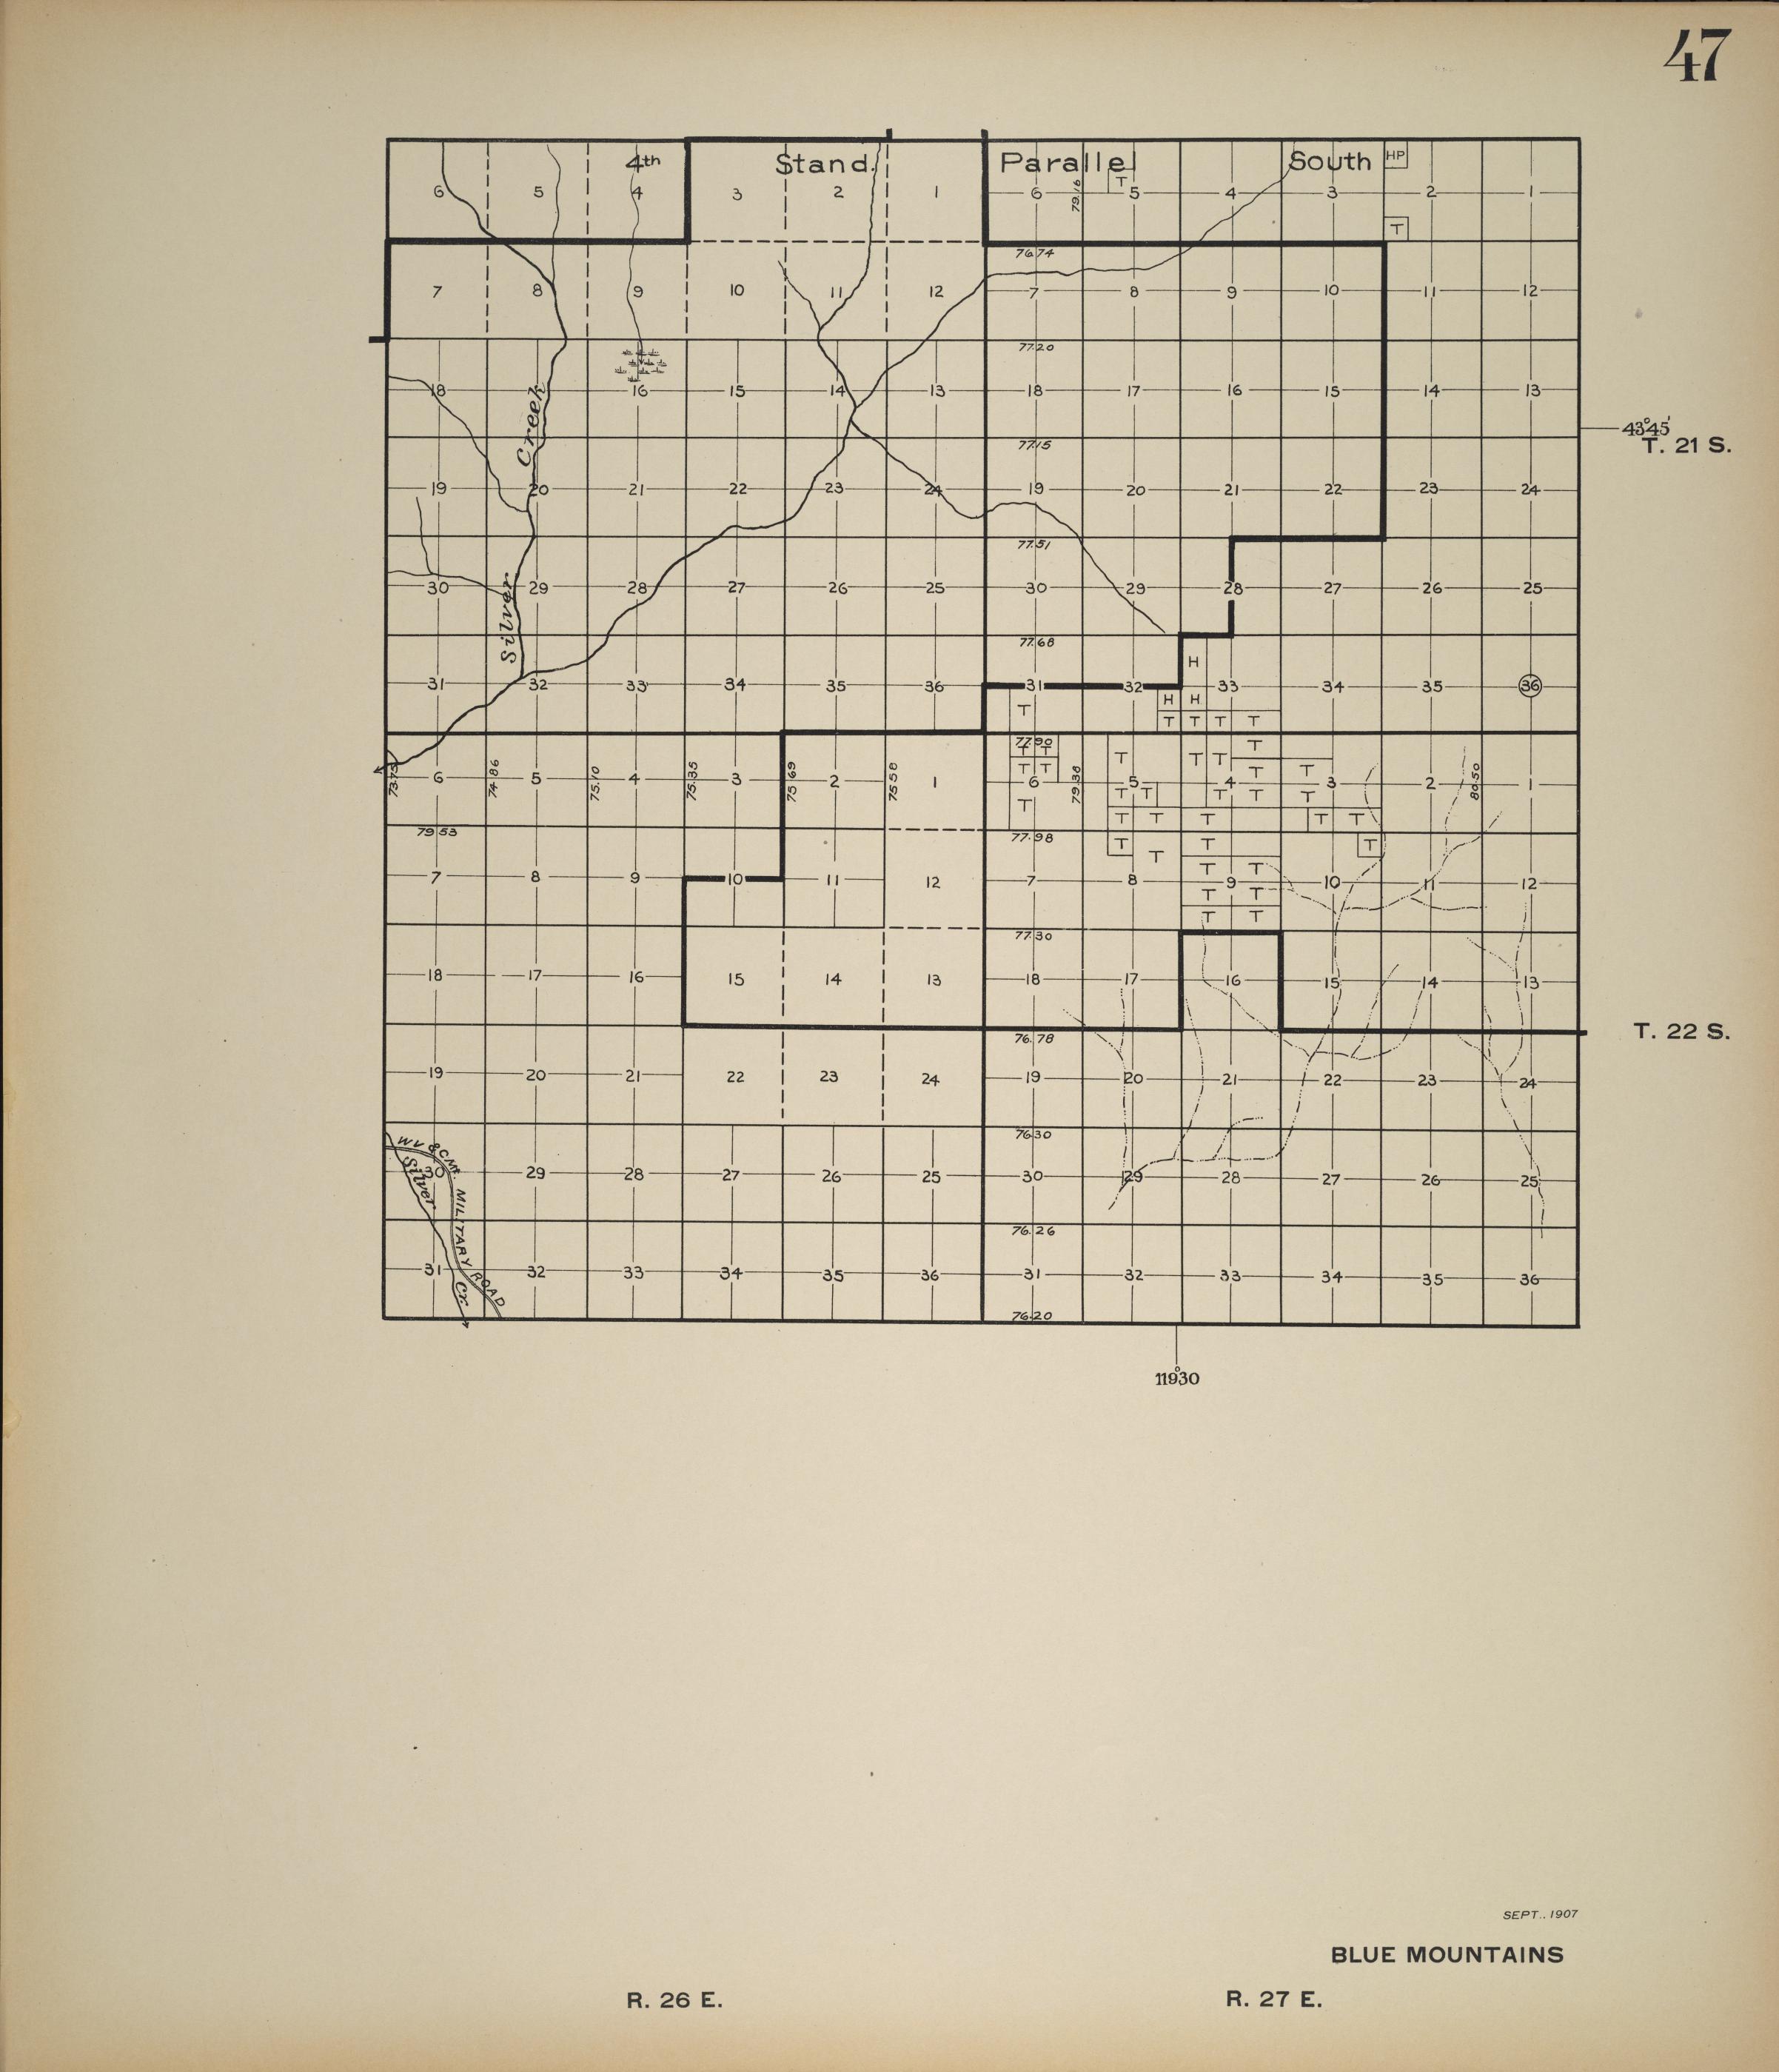 47
4th Stand. Parallel South
HP
6 5 4 3 2 1 6 79.16 T 5 4 3 2 1
T
76.74
7 8 9 10 11 12 7 8 9 10 11 12
77.20
18 16 15 14 13 18 17 16 15 14 13
Creek
43°45'
T. 21 S.
77.15
19 20 21 22 23 24 19 20 21 22 23 24
77.51
30 29 28 27 26 25 30 29 28 27 26 25
Silver
77.68
H
31 32 33 34 35 36 31 32 33 34 35 36
T H H
T T T T
77.90
T T T T T T T
T T T T
73.75 6 74.86 5 75.10 4 75.35 3 75.69 2 75.58 1 6 79.38 5 4 3 2 80.50 1
T T T T T T
T T T T T
79.53
77.98
T T T
T T T
7 8 9 10 11 12 7 8 9 10 11 12
T T
T T
77.30
18 17 16 15 14 13 18 17 16 15 14 13
76.78
T. 22 S.
19 20 21 22 23 24 19 20 21 22 23 24
76.30
WV & CMt. MILITARY ROAD
Silver Cr.
30 29 28 27 26 25 30 29 28 27 26 25
76.26
31 32 33 34 35 36 31 32 33 34 35 36
76.20
119°30
SEPT., 1907
BLUE MOUNTAINS
R. 26 E. R. 27 E.